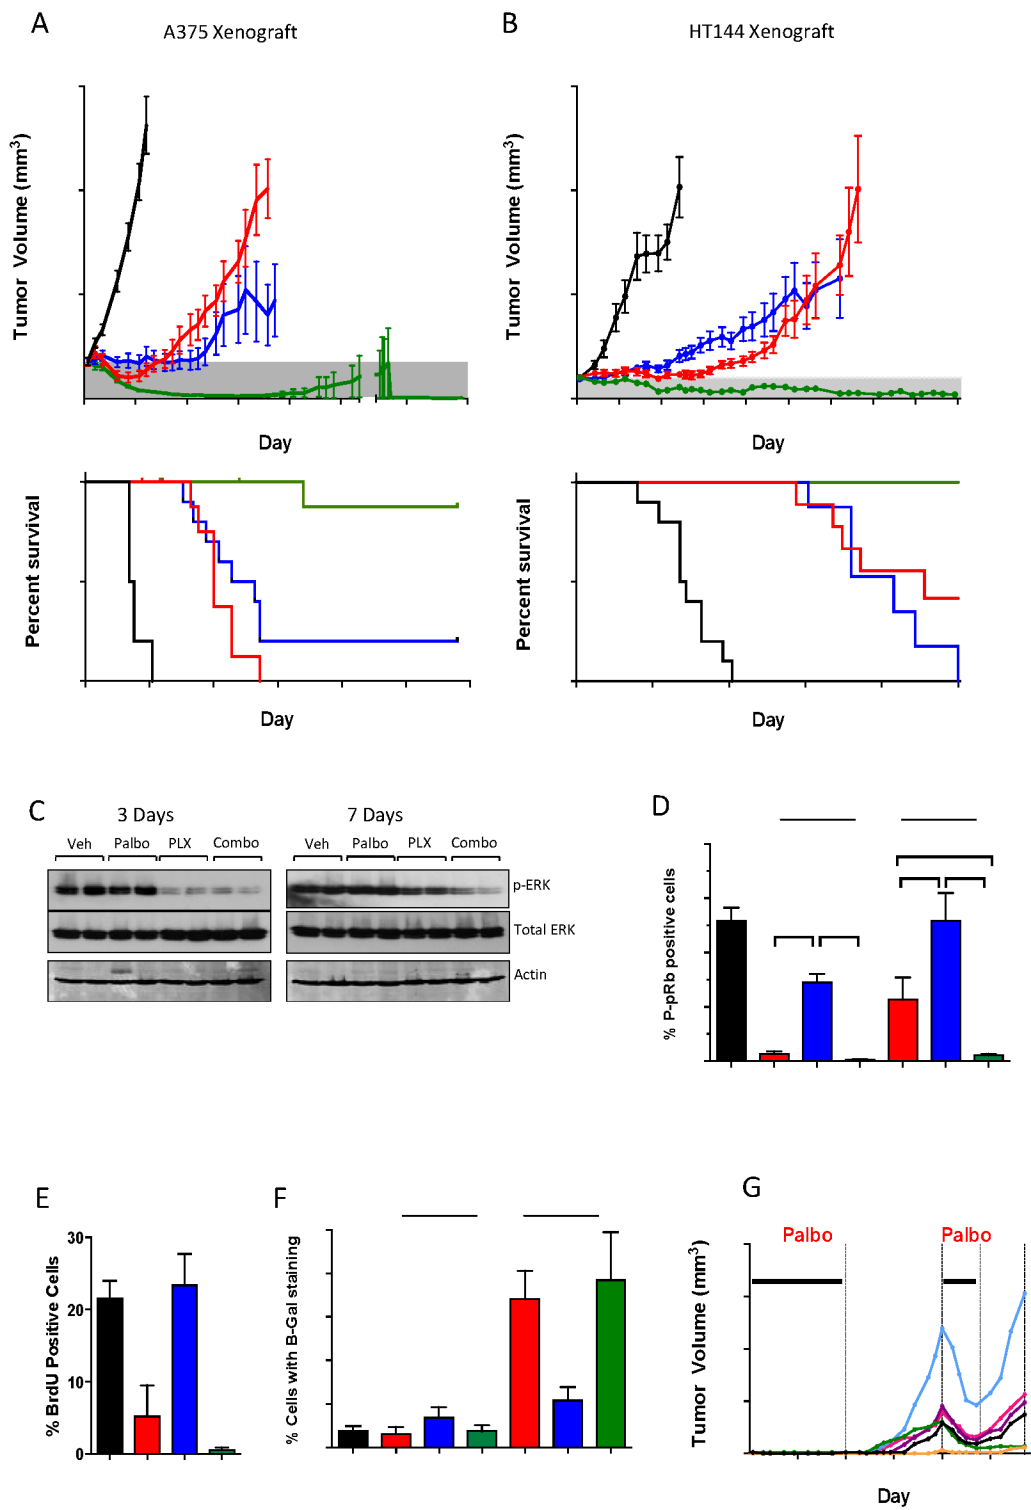 A
A375 Xenograft
B
HT144 Xenograft
Tumor Volume (mm³)
Day
Tumor Volume (mm³)
Day
Percent survival
Day
Percent survival
Day
C
3 Days
7 Days
Veh Palbo PLX Combo
Veh Palbo PLX Combo
p-ERK
Total ERK
Actin
D
% P-pRb positive cells
E
% BrdU Positive Cells
30
20
10
0
F
% Cells with B-Gal staining
G
Tumor Volume (mm³)
Palbo
Palbo
Day